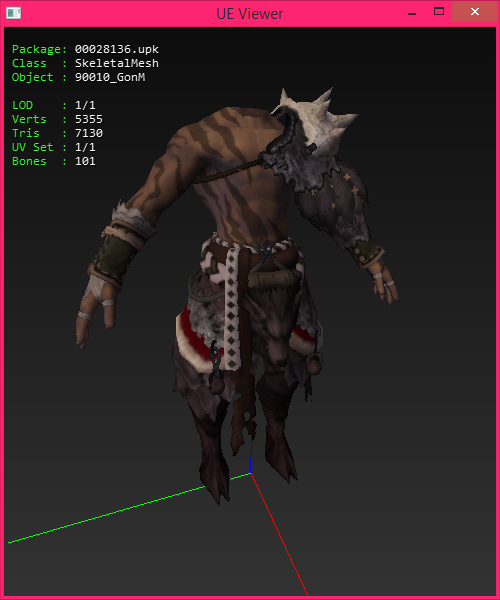 UE Viewer
Package: 00028136.upk
Class : SkeletalMesh
Object : 90010_GonM
LOD : 1/1
Verts : 5355
Tris : 7130
UV Set : 1/1
Bones : 101